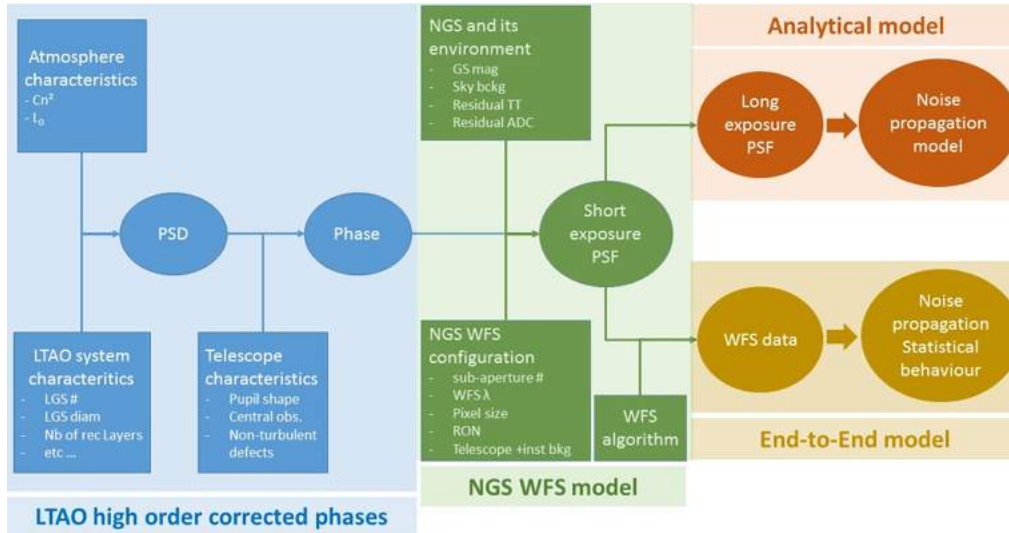 Atmosphere
characteristics
- Cn²
- L₀
PSD
Phase
LTAO system
characteritics
- LGS #
- LGS diam
- Nb of rec Layers
- etc ...
Telescope
characteristics
- Pupil shape
- Central obs.
- Non-turbulent
defects
LTAO high order corrected phases
NGS and its
environment
- GS mag
- Sky bckg
- Residual TT
- Residual ADC
Short
exposure
PSF
NGS WFS
configuration
- sub-aperture #
- WFS λ
- Pixel size
- RON
- Telescope +inst bkg
WFS
algorithm
NGS WFS model
Analytical model
Long
exposure
PSF
Noise
propagation
model
WFS data
Noise
propagation
Statistical
behaviour
End-to-End model